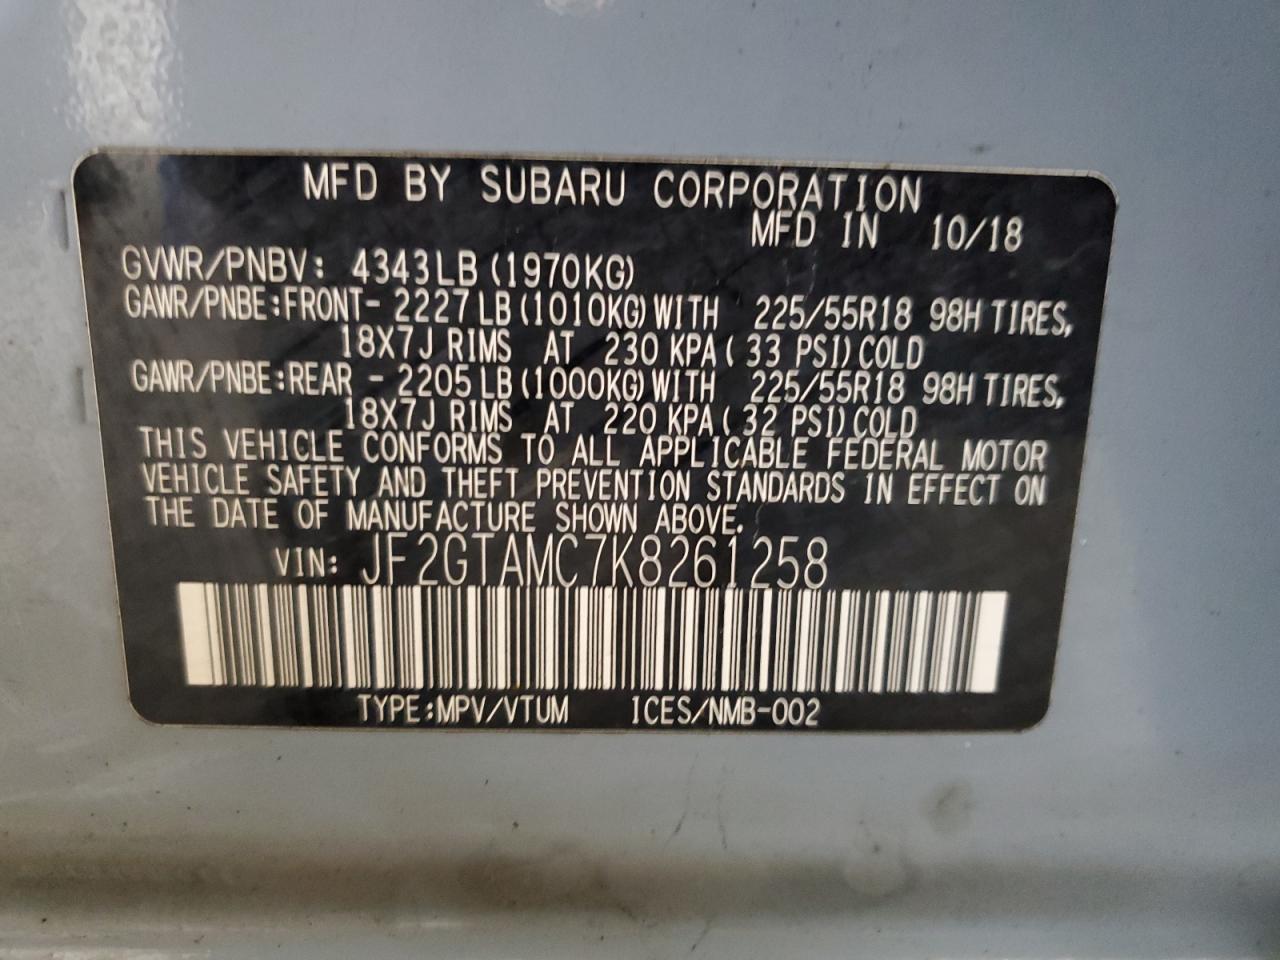 MFD BY SUBARU CORPORATION
MFD IN 10/18
GVWR/PNBV: 4343LB (1970KG)
GAWR/PNBE:FRONT- 2227LB (1010KG) WITH 225/55R18 98H TIRES,
18X7J RIMS AT 230 KPA( 33 PSI) COLD
GAWR/PNBE:REAR - 2205LB (1000KG) WITH 225/55R18 98H TIRES,
18X7J RIMS AT 220 KPA( 32 PSI) COLD
THIS VEHICLE CONFORMS TO ALL APPLICABLE FEDERAL MOTOR
VEHICLE SAFETY AND THEFT PREVENTION STANDARDS IN EFFECT ON
THE DATE OF MANUFACTURE SHOWN ABOVE.
VIN: JF2GTAMC7K8261258
TYPE:MPV/VTUM ICES/NMB-002